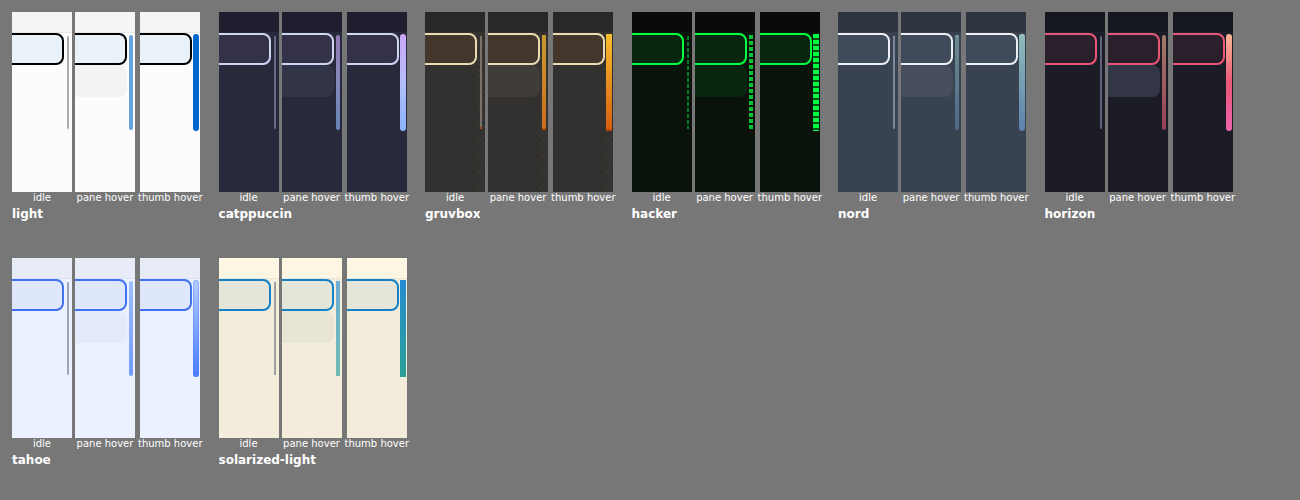 idle pane hover thumb hover idle pane hover thumb hover idle pane hover thumb hover idle pane hover thumb hover idle pane hover thumb hover idle pane hover thumb hover
light catppuccin gruvbox hacker nord horizon
idle pane hover thumb hover idle pane hover thumb hover
tahoe solarized-light